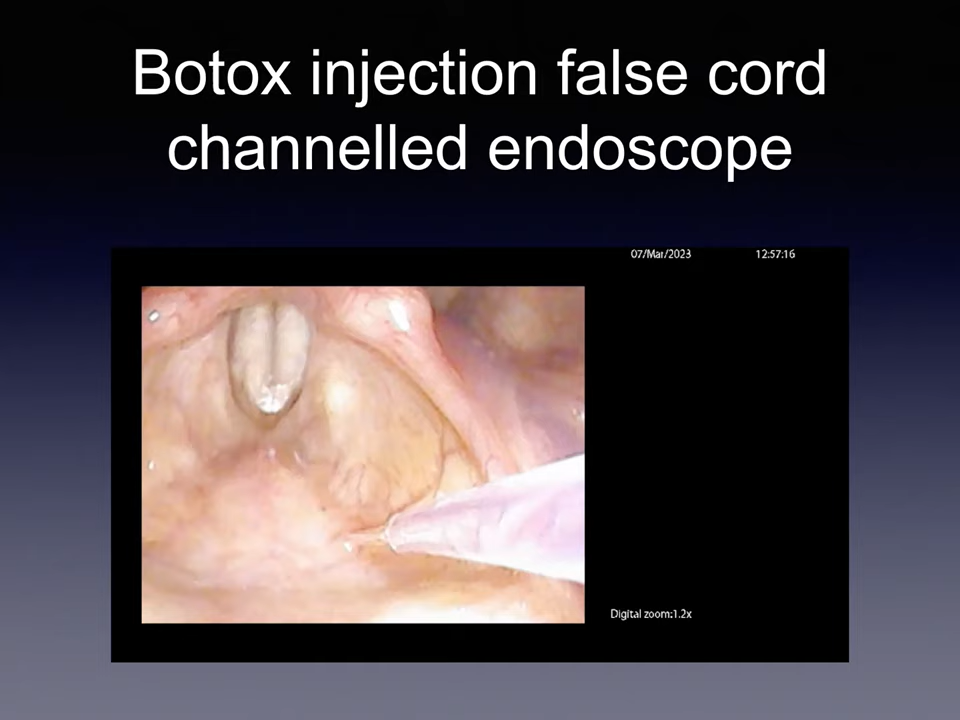 Botox injection false cord
channelled endoscope
07/Mar/2023 12:57:16
Digital zoom:1.2x